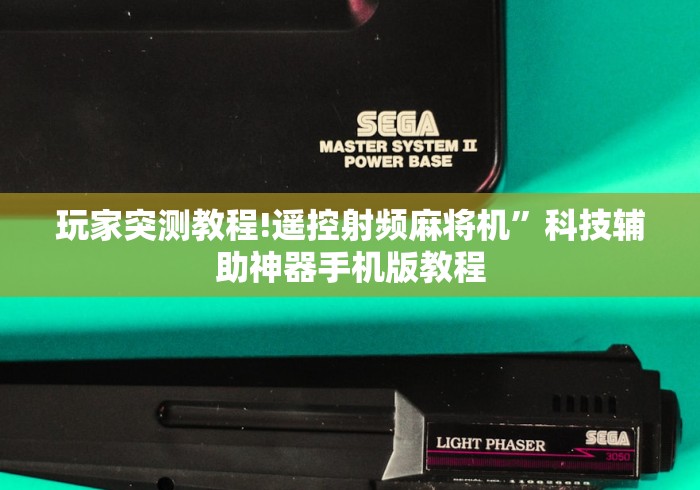 SEGA
MASTER SYSTEM II
POWER BASE
玩家突测教程!遥控射频麻将机”科技辅
助神器手机版教程
LIGHT PHASER
SEGA
3050